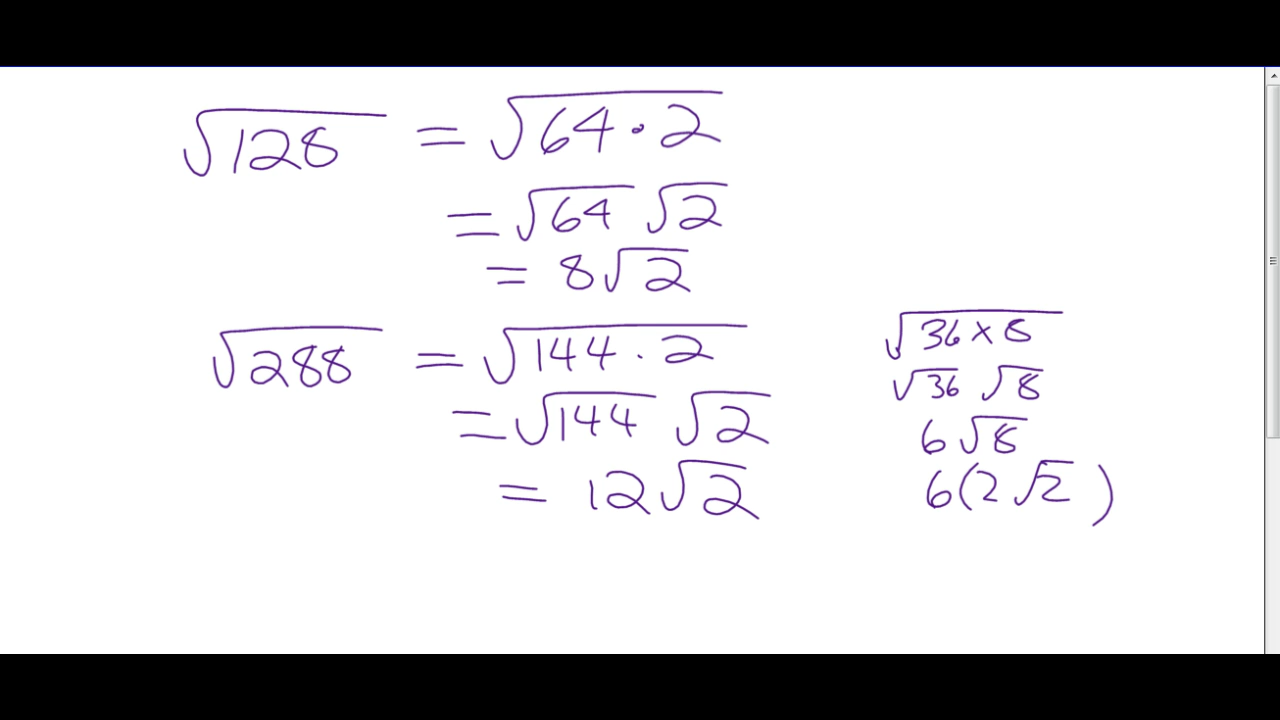 √128 = √64·2
= √64 √2
= 8√2
√288 = √144·2
= √144 √2
= 12√2
√36×8
√36 √8
6√8
6(2√2)